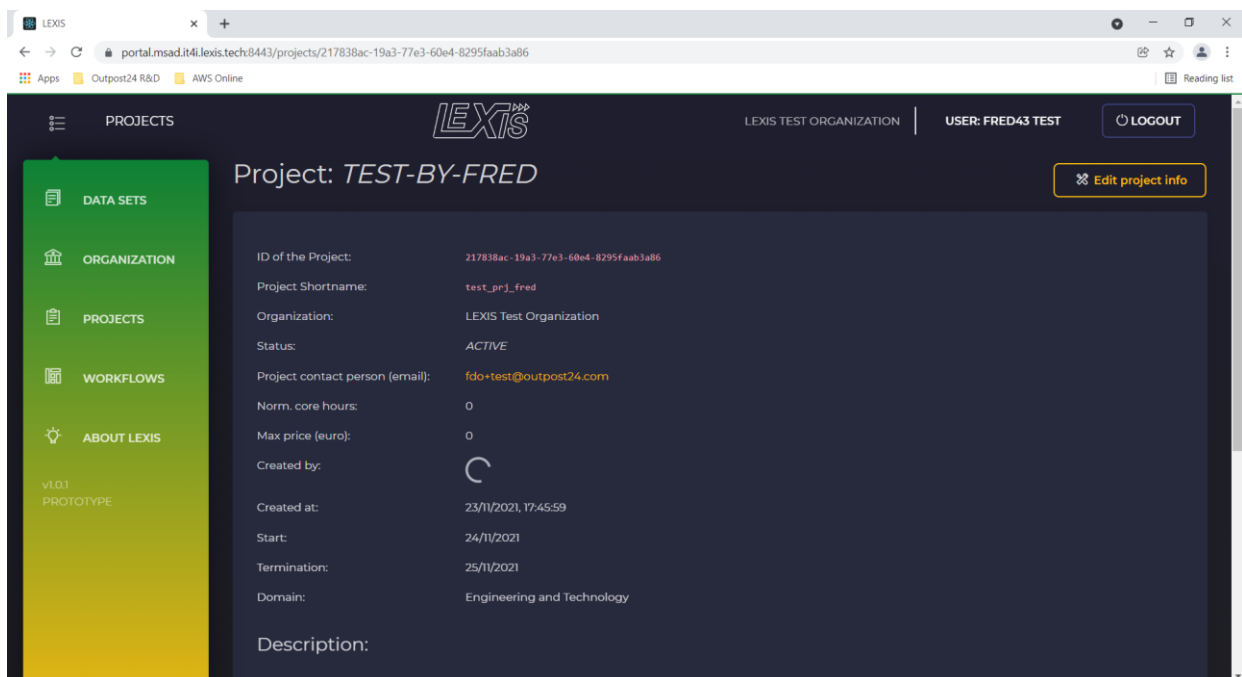 LEXIS
portal.msad.it4i.lexis.tech:8443/projects/217838ac-19a3-77e3-60e4-8295faab3a86
Apps Outpost24 R&D AWS Online Reading list
PROJECTS LEXIS LEXIS TEST ORGANIZATION USER: FRED43 TEST LOGOUT
Project: TEST-BY-FRED Edit project info
DATA SETS
ORGANIZATION
PROJECTS
WORKFLOWS
ABOUT LEXIS
v1.0.1
PROTOTYPE
ID of the Project: 217838ac-19a3-77e3-60e4-8295faab3a86
Project Shortname: test_prj_fred
Organization: LEXIS Test Organization
Status: ACTIVE
Project contact person (email): fdo+test@outpost24.com
Norm. core hours: 0
Max price (euro): 0
Created by:
Created at: 23/11/2021, 17:45:59
Start: 24/11/2021
Termination: 25/11/2021
Domain: Engineering and Technology
Description: